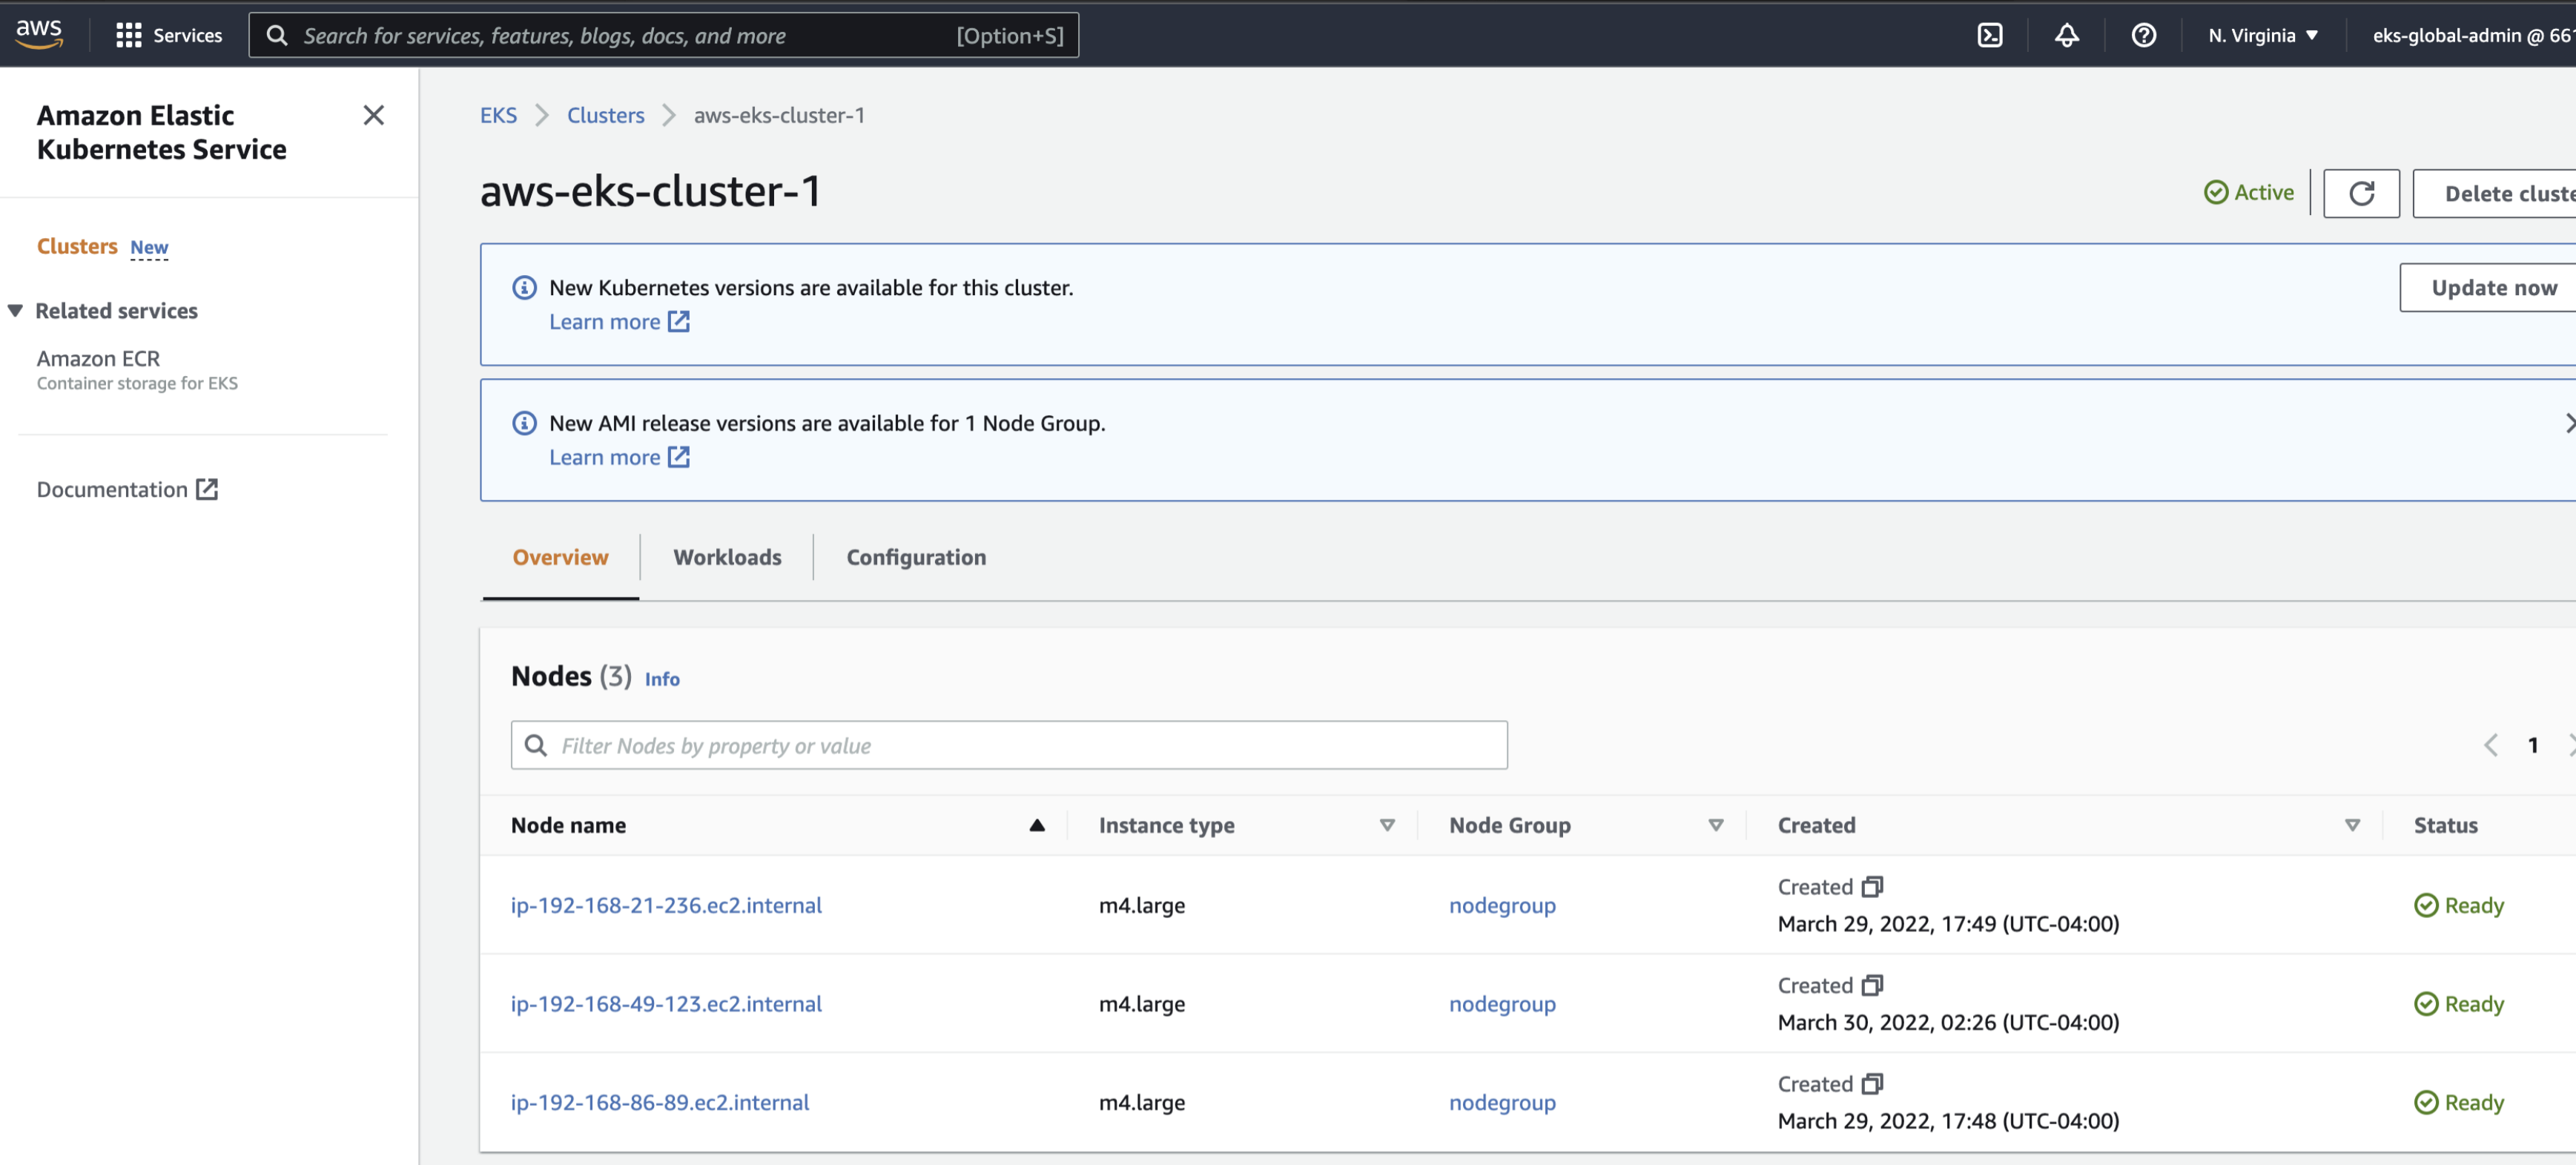 aws
Services
Search for services, features, blogs, docs, and more [Option+S]
N. Virginia
eks-global-admin @ 661
Amazon Elastic
Kubernetes Service
Clusters New
Related services
Amazon ECR
Container storage for EKS
Documentation
EKS > Clusters > aws-eks-cluster-1
aws-eks-cluster-1
Active
Delete cluste
New Kubernetes versions are available for this cluster.
Learn more
Update now
New AMI release versions are available for 1 Node Group.
Learn more
Overview Workloads Configuration
Nodes (3) Info
Filter Nodes by property or value
1
Node name Instance type Node Group Created Status
ip-192-168-21-236.ec2.internal m4.large nodegroup Created
March 29, 2022, 17:49 (UTC-04:00) Ready
ip-192-168-49-123.ec2.internal m4.large nodegroup Created
March 30, 2022, 02:26 (UTC-04:00) Ready
ip-192-168-86-89.ec2.internal m4.large nodegroup Created
March 29, 2022, 17:48 (UTC-04:00) Ready